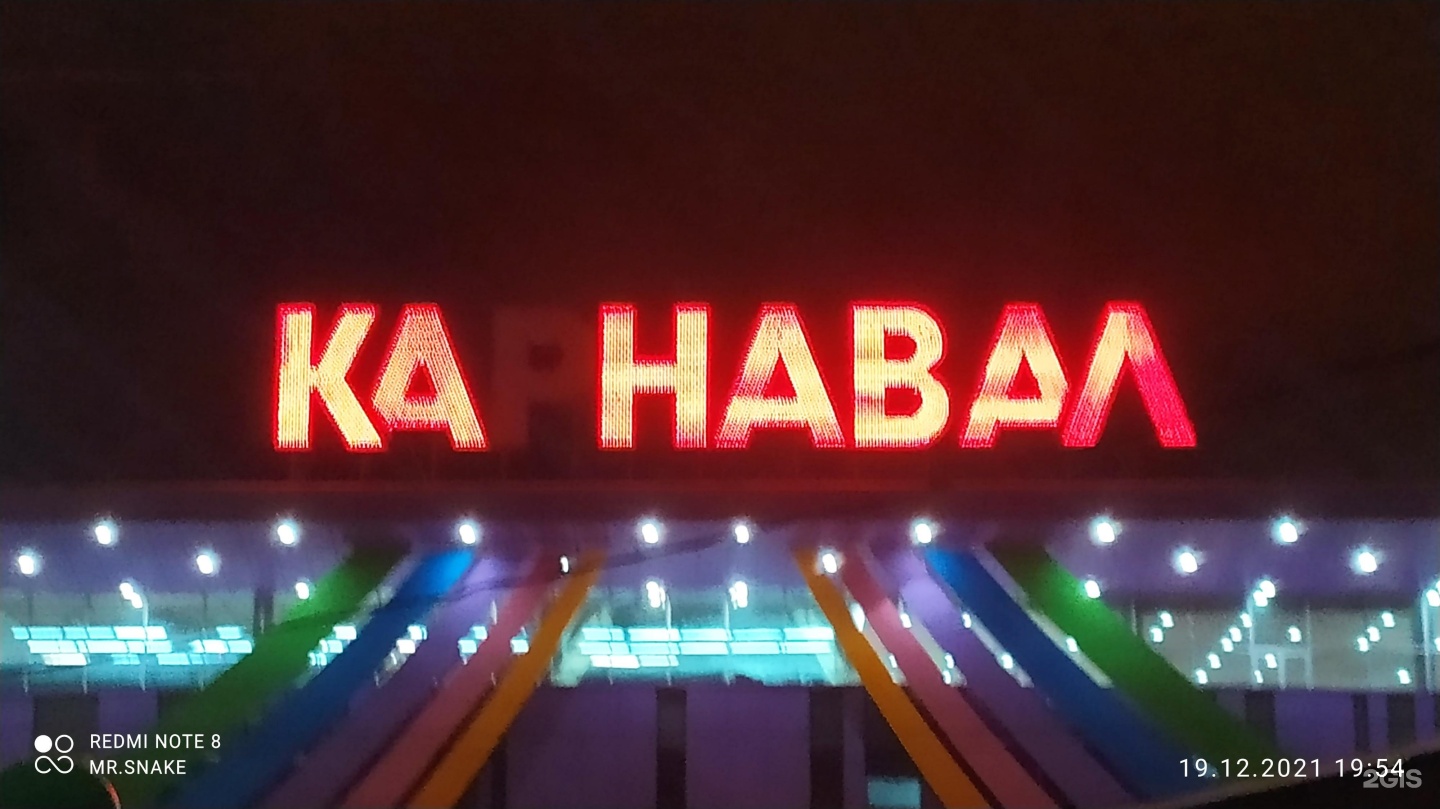 КАРНАВАЛ
REDMI NOTE 8
MR.SNAKE
19.12.2021 19:54
2GIS